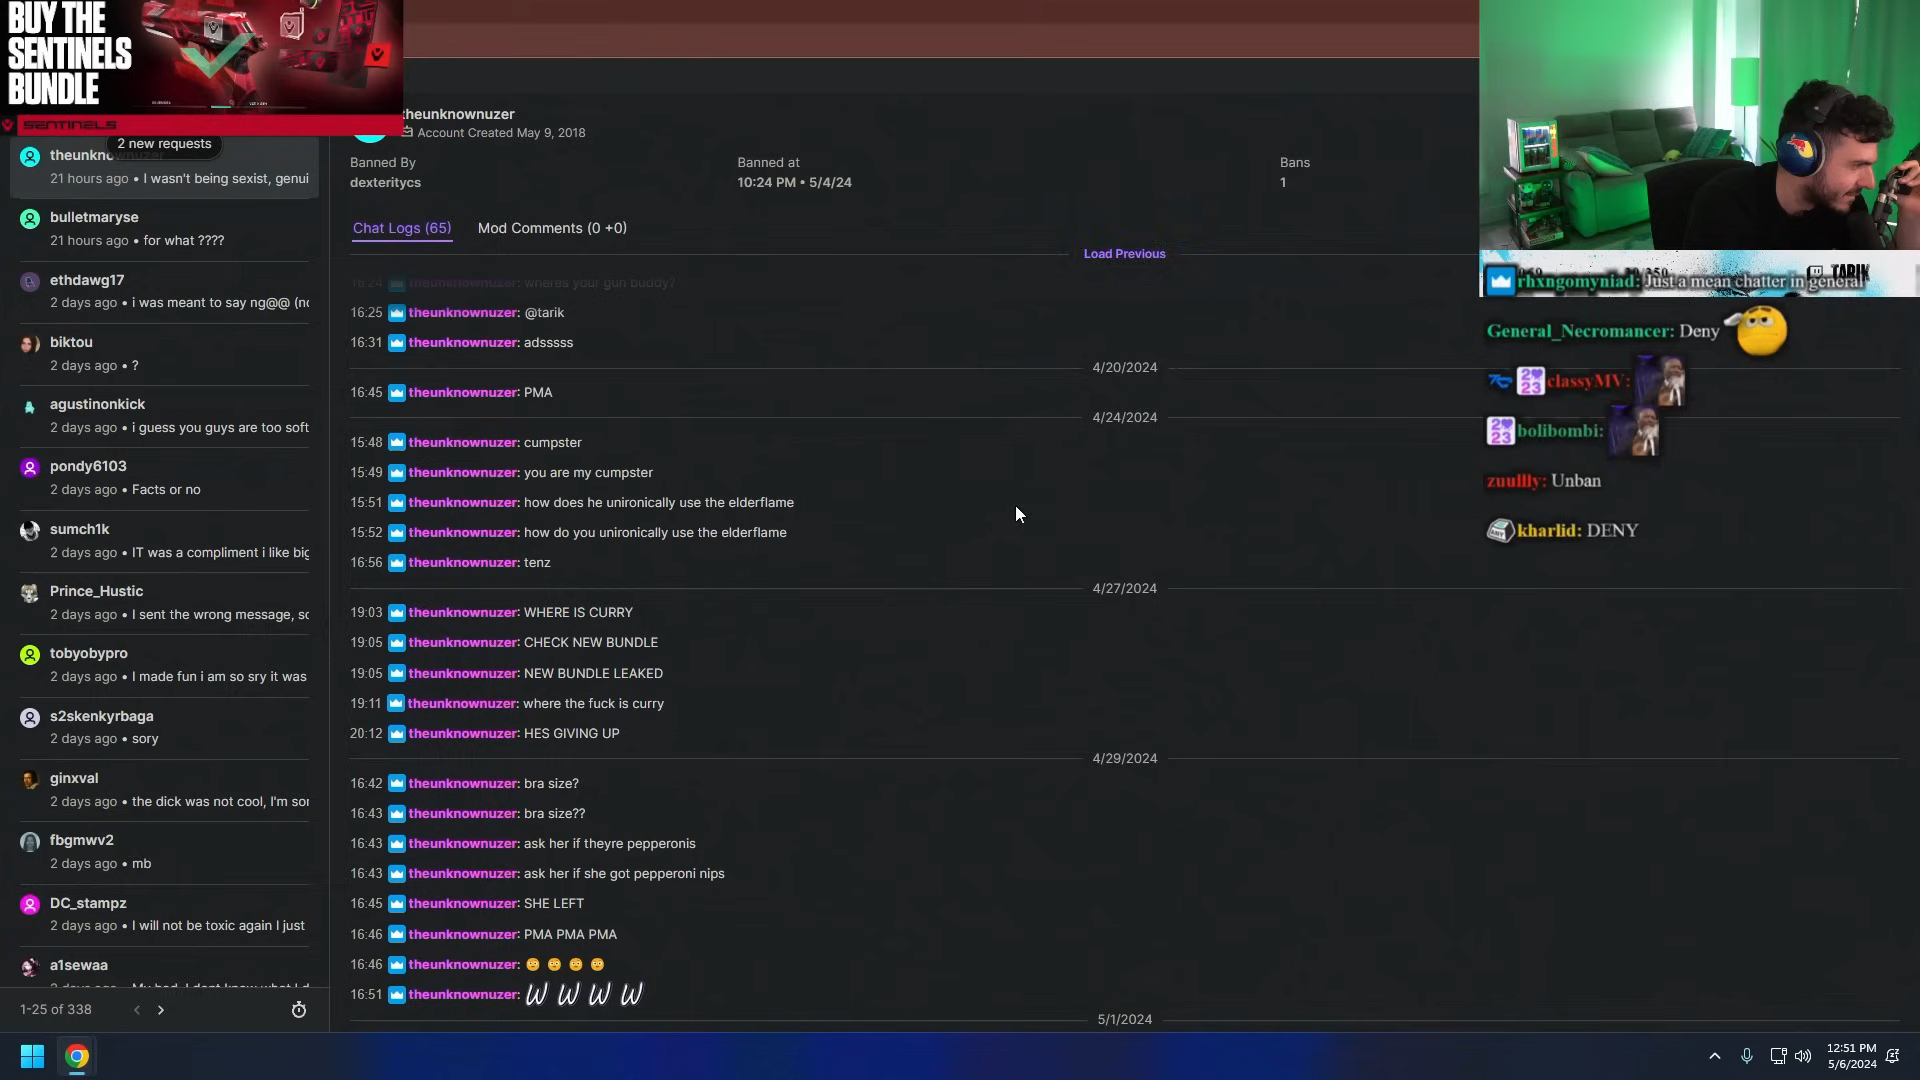 BUY THE
SENTINELS
BUNDLE
SENTINELS
2 new requests
theunkno
21 hours ago • I wasn't being sexist, genui
bulletmaryse
21 hours ago • for what ????
ethdawg17
2 days ago • i was meant to say ng@@ (no
biktou
2 days ago • ?
agustinonkick
2 days ago • i guess you guys are too soft
pondy6103
2 days ago • Facts or no
sumch1k
2 days ago • IT was a compliment i like big
Prince_Hustic
2 days ago • I sent the wrong message, so
tobyobypro
2 days ago • I made fun i am so sry it was
s2skenkyrbaga
2 days ago • sory
ginxval
2 days ago • the dick was not cool, I'm sor
fbgmwv2
2 days ago • mb
DC_stampz
2 days ago • I will not be toxic again I just
a1sewaa
1-25 of 338
theunknownuzer
Account Created May 9, 2018
Banned By
dexteritycs
Banned at
10:24 PM • 5/4/24
Bans
1
Chat Logs (65)
Mod Comments (0 +0)
Load Previous
16:24 theunknownuzer: wheres your gun buddy?
16:25 theunknownuzer: @tarik
16:31 theunknownuzer: adsssss
4/20/2024
16:45 theunknownuzer: PMA
4/24/2024
15:48 theunknownuzer: cumpster
15:49 theunknownuzer: you are my cumpster
15:51 theunknownuzer: how does he unironically use the elderflame
15:52 theunknownuzer: how do you unironically use the elderflame
16:56 theunknownuzer: tenz
4/27/2024
19:03 theunknownuzer: WHERE IS CURRY
19:05 theunknownuzer: CHECK NEW BUNDLE
19:05 theunknownuzer: NEW BUNDLE LEAKED
19:11 theunknownuzer: where the fuck is curry
20:12 theunknownuzer: HES GIVING UP
4/29/2024
16:42 theunknownuzer: bra size?
16:43 theunknownuzer: bra size??
16:43 theunknownuzer: ask her if theyre pepperonis
16:43 theunknownuzer: ask her if she got pepperoni nips
16:45 theunknownuzer: SHE LEFT
16:46 theunknownuzer: PMA PMA PMA
16:46 theunknownuzer: 😳 😳 😳 😳
16:51 theunknownuzer: W W W W
5/1/2024
TARIK
rhxngomyniad: Just a mean chatter in general
General_Necromancer: Deny
classyMV:
bolibombi:
zuullly: Unban
kharlid: DENY
12:51 PM
5/6/2024